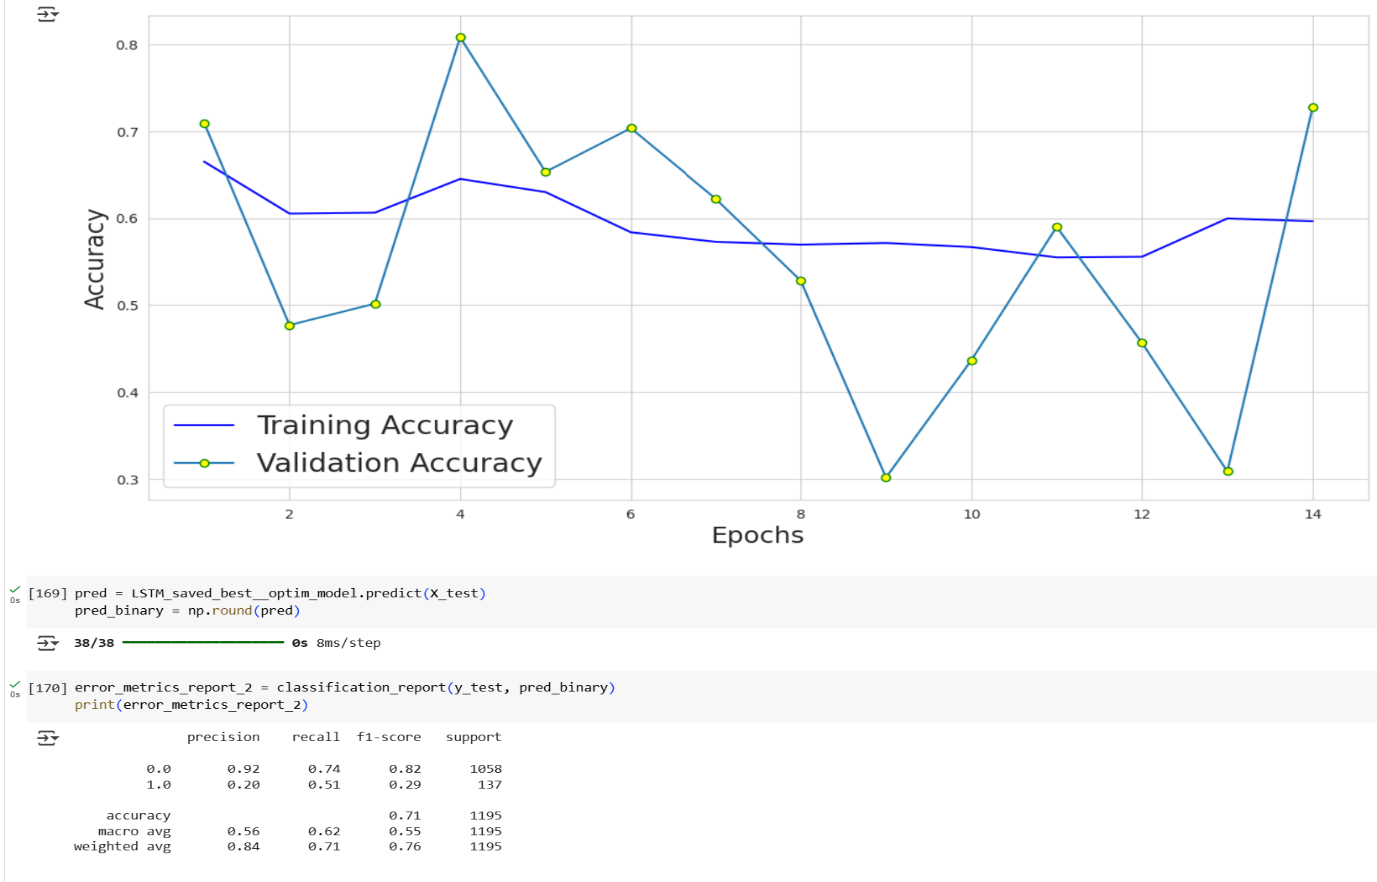 0.8
0.7
0.6
0.5
0.4
0.3
Accuracy
Training Accuracy
Validation Accuracy
2 4 6 8 10 12 14
Epochs
0s [169] pred = LSTM_saved_best__optim_model.predict(X_test)
pred_binary = np.round(pred)
38/38 0s 8ms/step
0s [170] error_metrics_report_2 = classification_report(y_test, pred_binary)
print(error_metrics_report_2)
precision recall f1-score support
0.0 0.92 0.74 0.82 1058
1.0 0.20 0.51 0.29 137
accuracy 0.71 1195
macro avg 0.56 0.62 0.55 1195
weighted avg 0.84 0.71 0.76 1195